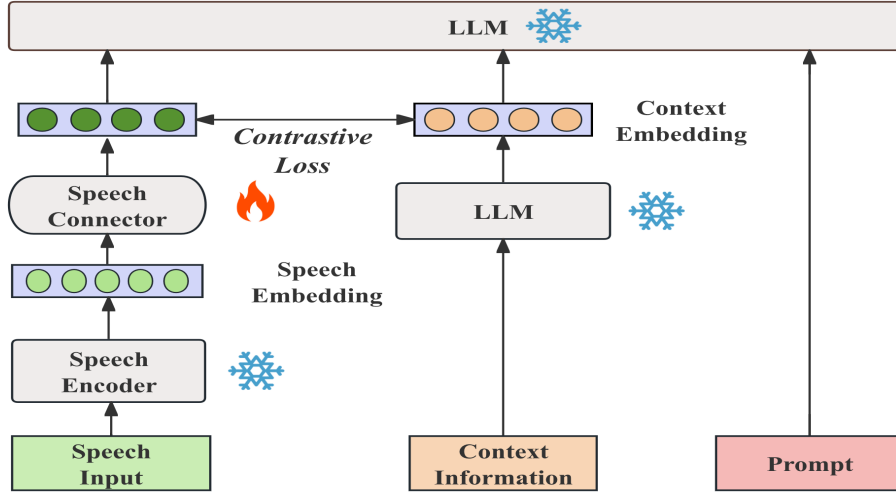 LLM
Contrastive
Loss
Context
Embedding
Speech
Connector
LLM
Speech
Embedding
Speech
Encoder
Speech
Input
Context
Information
Prompt